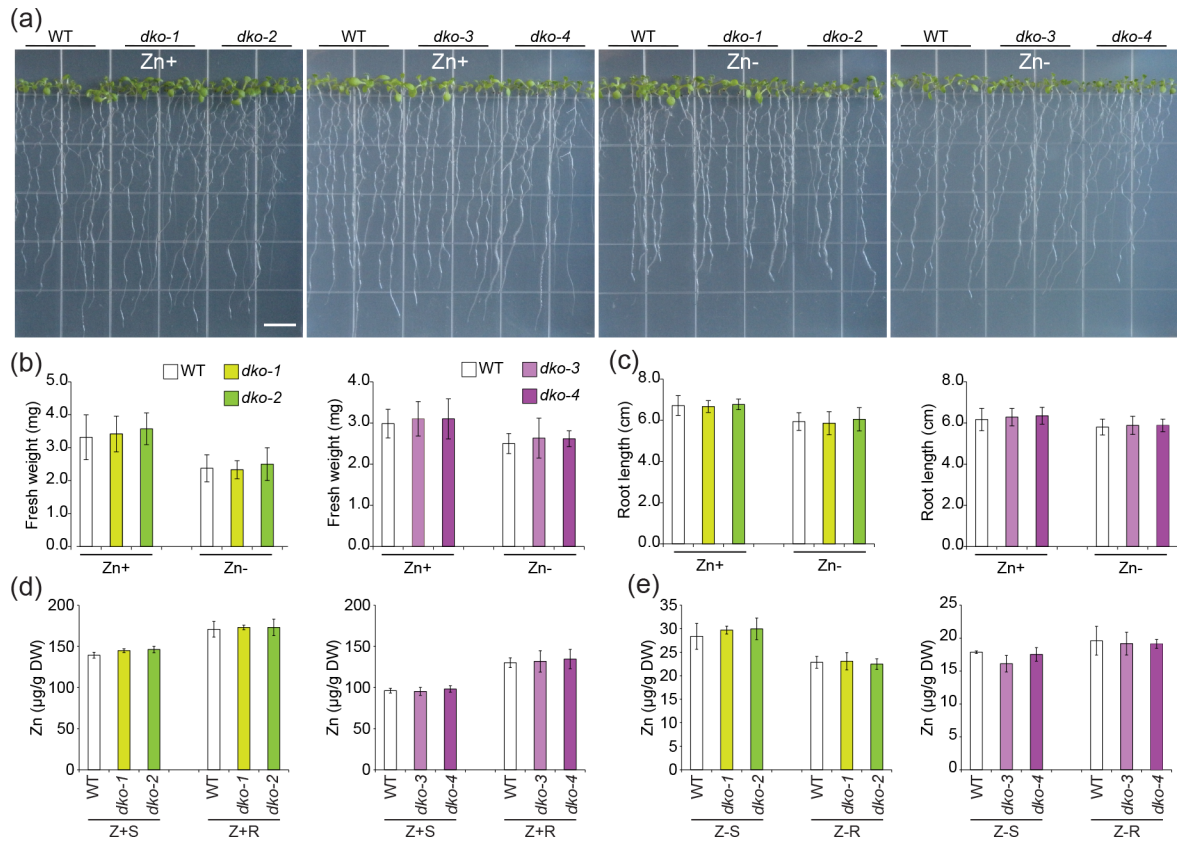 (a)
WT dko-1 dko-2 WT dko-3 dko-4 WT dko-1 dko-2 WT dko-3 dko-4
Zn+ Zn+ Zn- Zn-
(b)
WT dko-1
dko-2
Fresh weight (mg)
5.0
4.0
3.0
2.0
1.0
0.0
Zn+ Zn-
WT dko-3
dko-4
Fresh weight (mg)
4.0
3.0
2.0
1.0
0.0
Zn+ Zn-
(c)
Root length (cm)
8.0
6.0
4.0
2.0
0.0
Zn+ Zn-
Root length (cm)
8.0
6.0
4.0
2.0
0.0
Zn+ Zn-
(d)
Zn (µg/g DW)
200
150
100
50
0
WT dko-1 dko-2 WT dko-1 dko-2
Z+S Z+R
Zn (µg/g DW)
200
150
100
50
0
WT dko-3 dko-4 WT dko-3 dko-4
Z+S Z+R
(e)
Zn (µg/g DW)
35
30
25
20
15
10
5
0
WT dko-1 dko-2 WT dko-1 dko-2
Z-S Z-R
Zn (µg/g DW)
25
20
15
10
5
0
WT dko-3 dko-4 WT dko-3 dko-4
Z-S Z-R